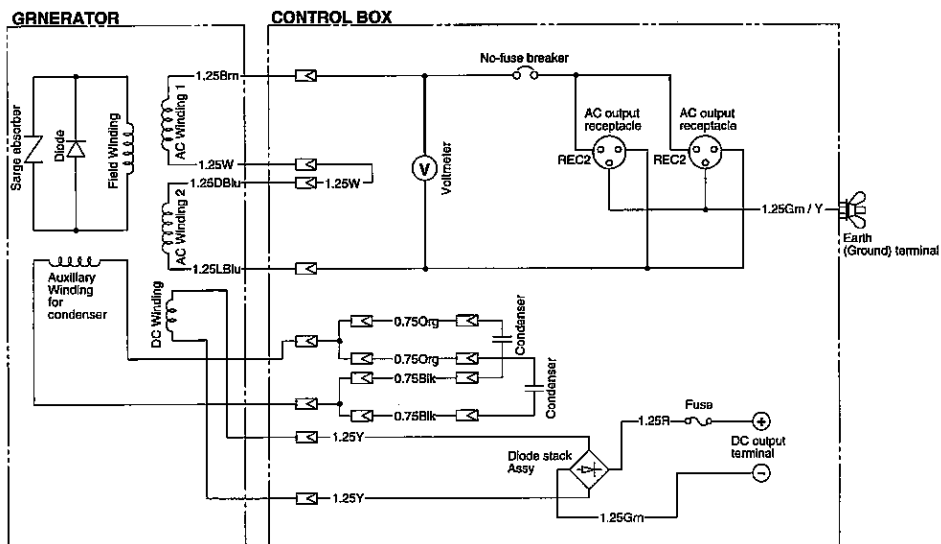 GRNERATOR
CONTROL BOX
Sarge absorber
Diode
Field Winding
AC Winding 1
AC Winding 2
1,25Brn
1.25W
1.25DBlu
1.25W
1.25LBlu
No-fuse breaker
V
Voltmeter
AC output
receptacle
REC2
AC output
receptacle
REC2
1.25Grn / Y
Earth
(Ground) terminal
Auxillary
Winding
for
condenser
DC Winding
0.75Org
0.75Org
0.75Blk
0.75Blk
Condenser
Condenser
1.25Y
1.25Y
Diode stack
Assy
1.25R
Fuse
+
DC output
terminal
−
1.25Grn